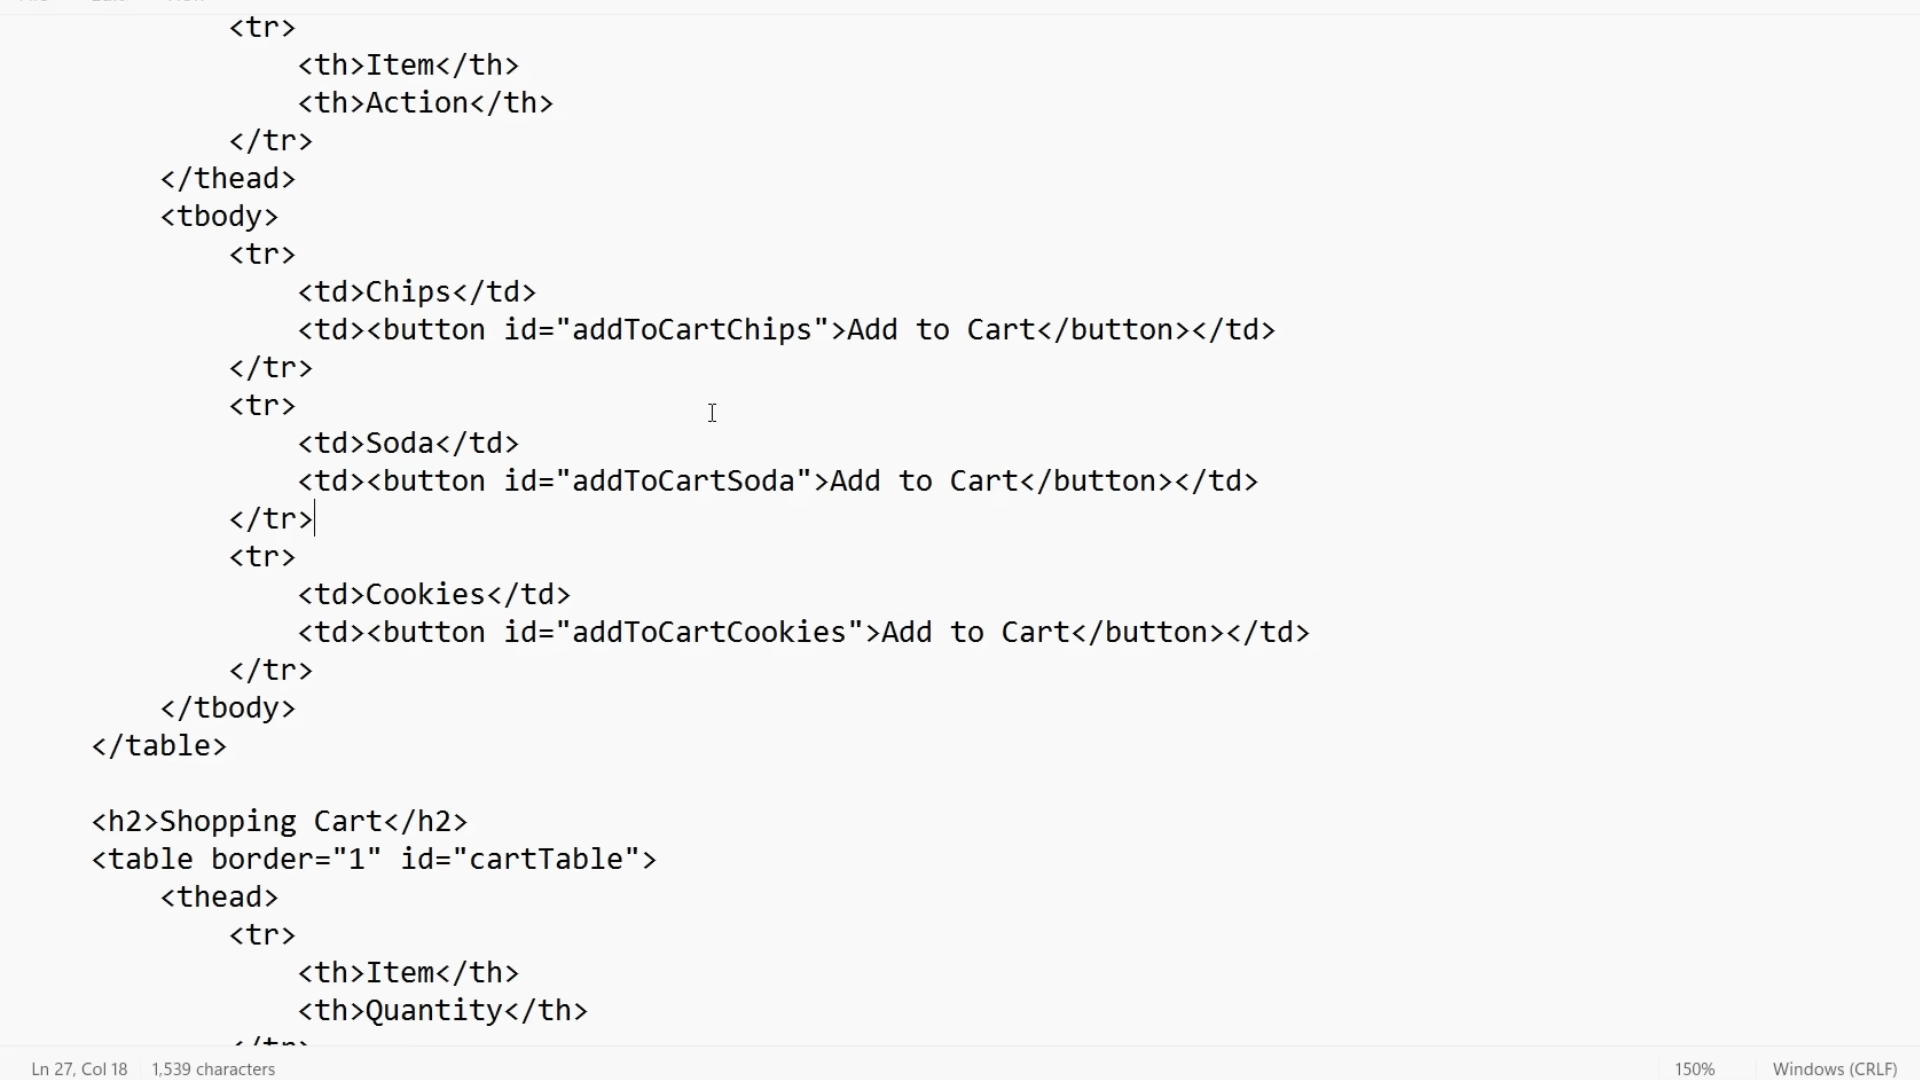 <tr>
<th>Item</th>
<th>Action</th>
</tr>
</thead>
<tbody>
<tr>
<td>Chips</td>
<td><button id="addToCartChips">Add to Cart</button></td>
</tr>
<tr>
<td>Soda</td>
<td><button id="addToCartSoda">Add to Cart</button></td>
</tr>
<tr>
<td>Cookies</td>
<td><button id="addToCartCookies">Add to Cart</button></td>
</tr>
</tbody>
</table>
<h2>Shopping Cart</h2>
<table border="1" id="cartTable">
<thead>
<tr>
<th>Item</th>
<th>Quantity</th>
Ln 27, Col 18 1,539 characters 150% Windows (CRLF)